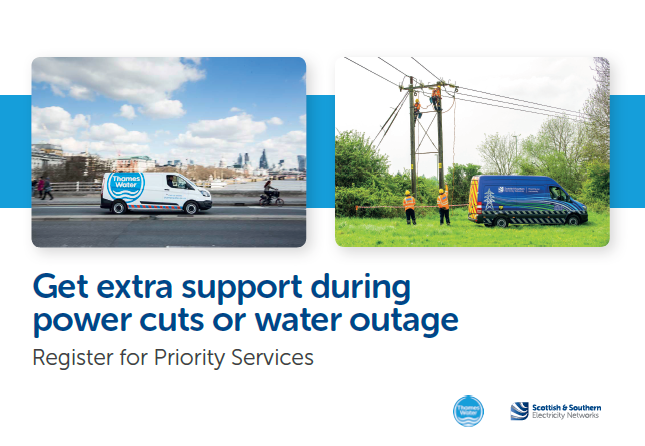 Thames
Water
Get extra support during
power cuts or water outage
Register for Priority Services
Thames
Water
Scottish & Southern
Electricity Networks